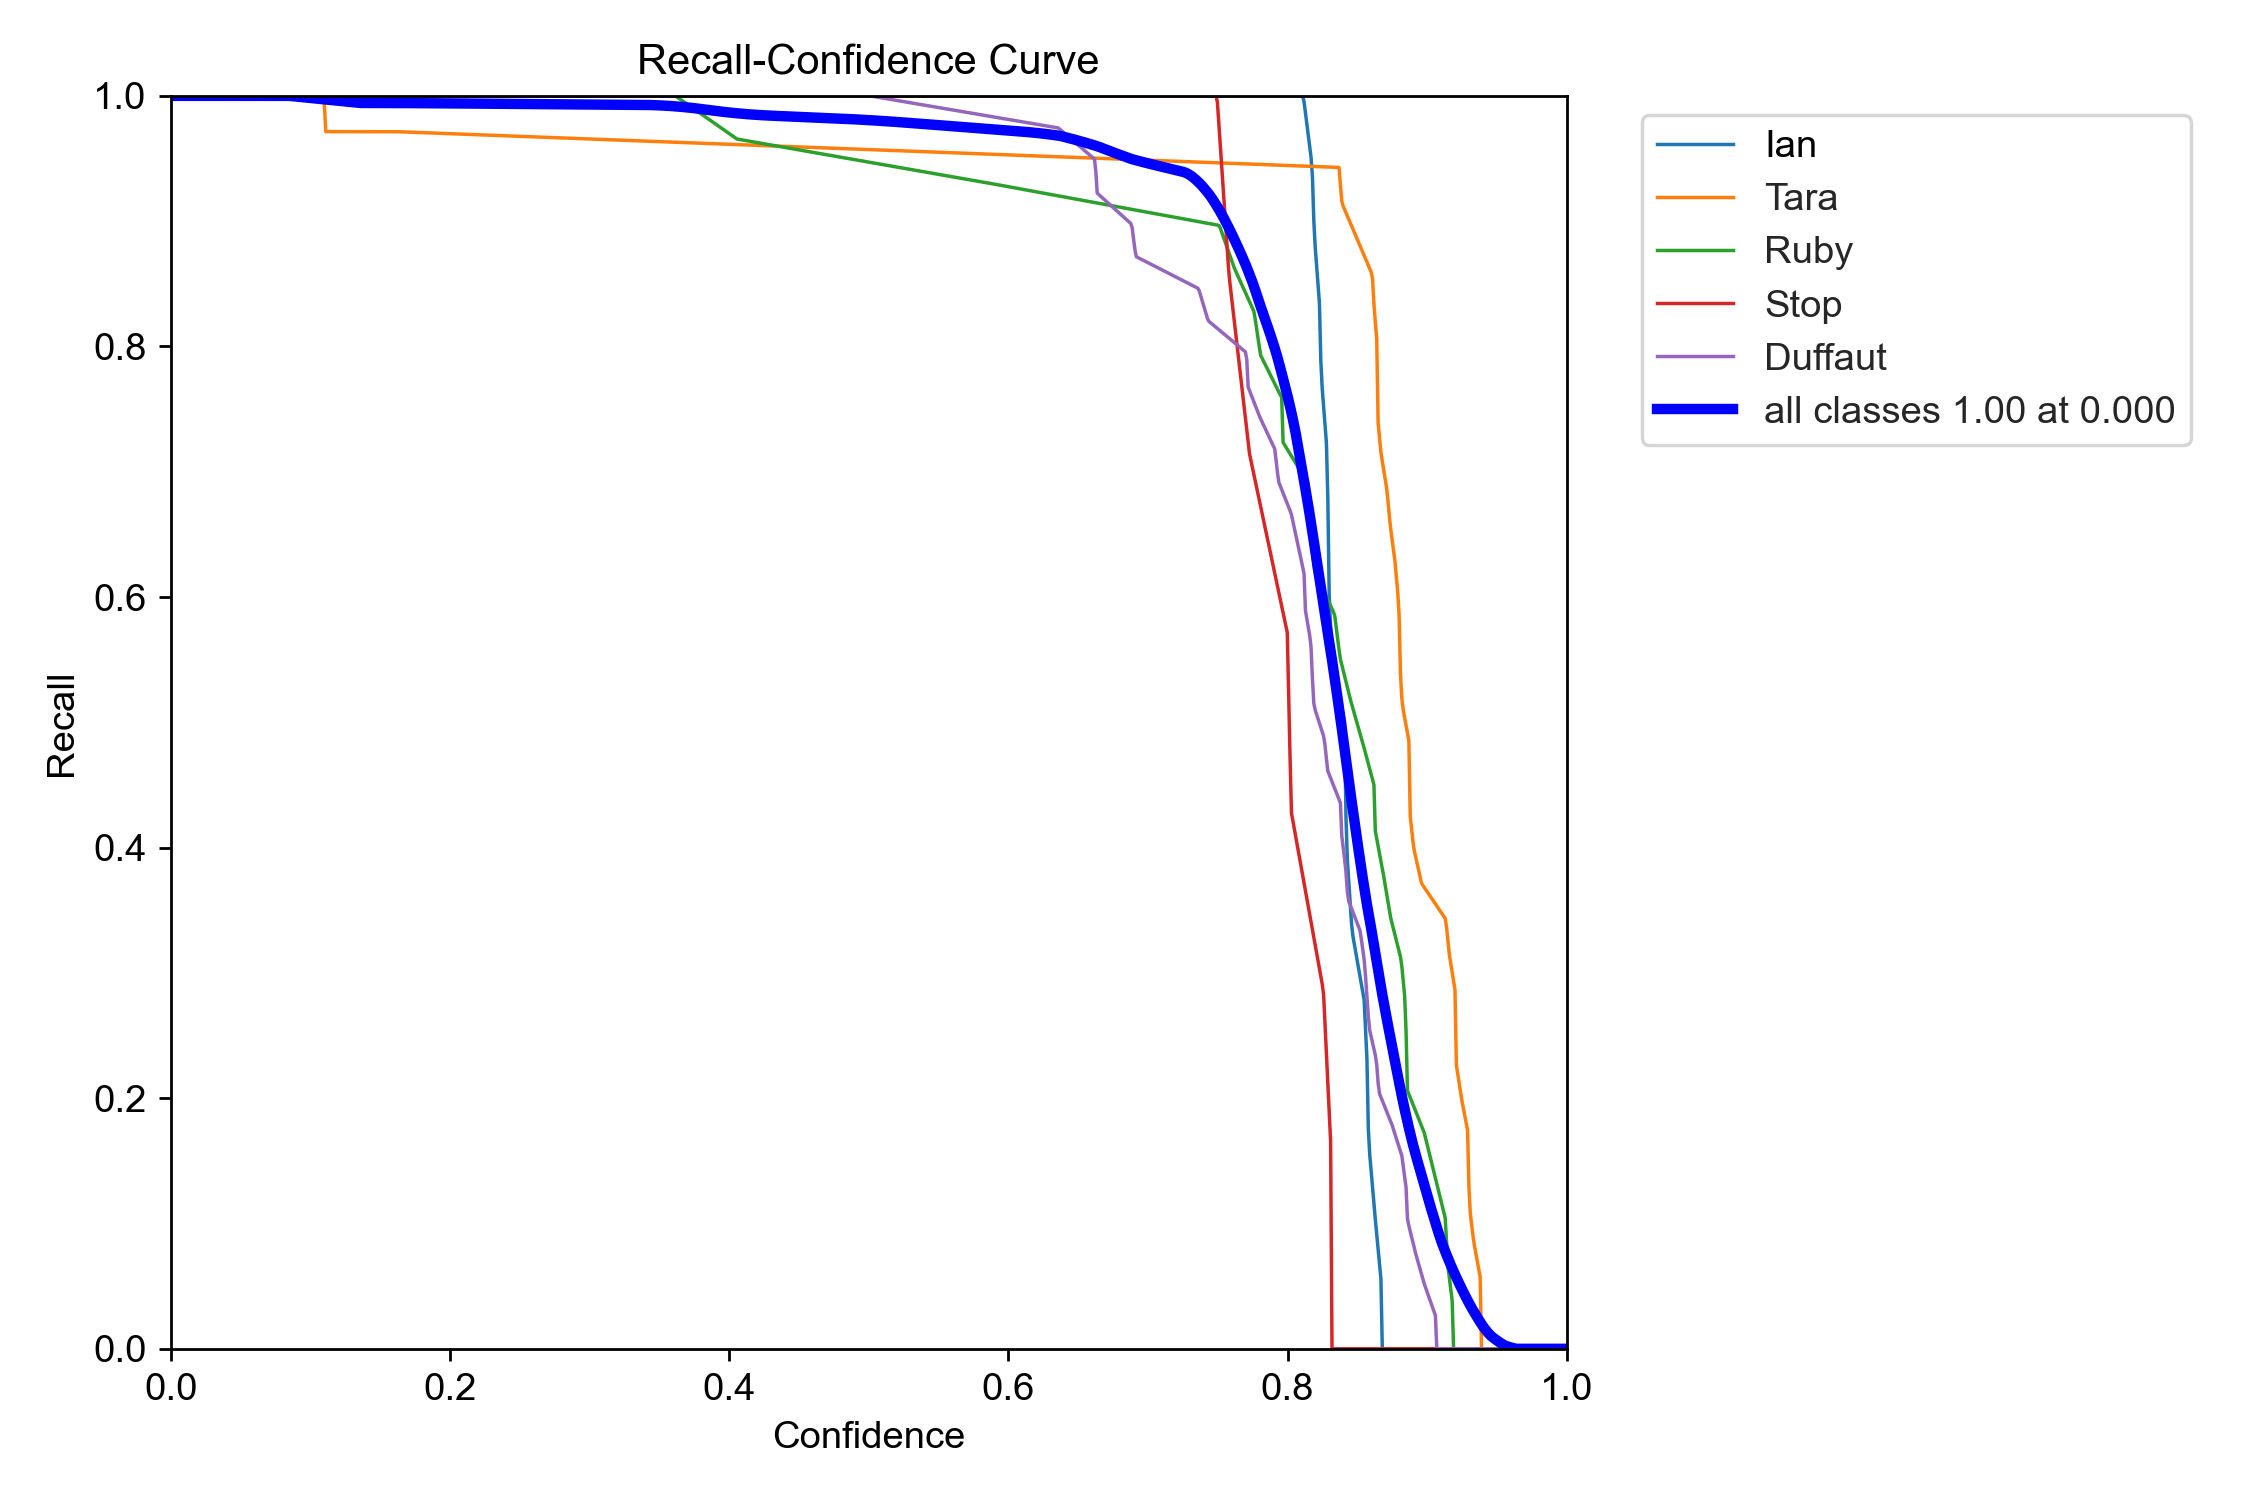 Recall-Confidence Curve
1.0
0.8
0.6
0.4
0.2
0.0
Recall
0.0 0.2 0.4 0.6 0.8 1.0
Confidence
Ian
Tara
Ruby
Stop
Duffaut
all classes 1.00 at 0.000